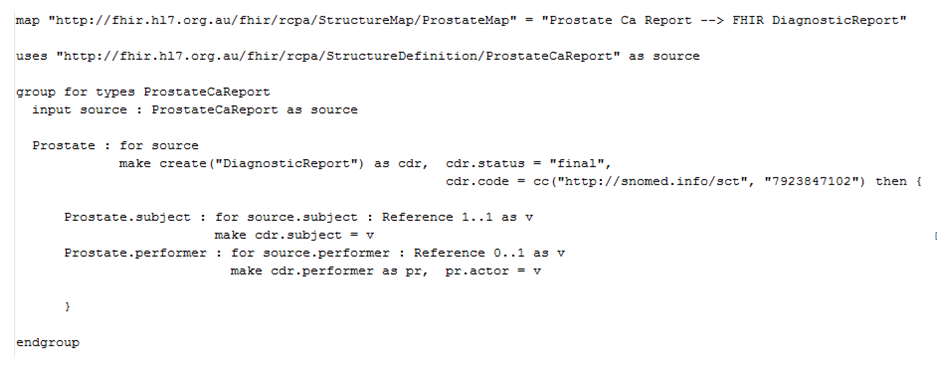 map "http://fhir.hl7.org.au/fhir/rcpa/StructureMap/ProstateMap" = "Prostate Ca Report --> FHIR DiagnosticReport"
uses "http://fhir.hl7.org.au/fhir/rcpa/StructureDefinition/ProstateCaReport" as source
group for types ProstateCaReport
input source : ProstateCaReport as source
Prostate : for source
make create("DiagnosticReport") as cdr,  cdr.status = "final",
cdr.code = cc("http://snomed.info/sct", "7923847102") then {
Prostate.subject : for source.subject : Reference 1..1 as v
make cdr.subject = v
Prostate.performer : for source.performer : Reference 0..1 as v
make cdr.performer as pr,  pr.actor = v
}
endgroup